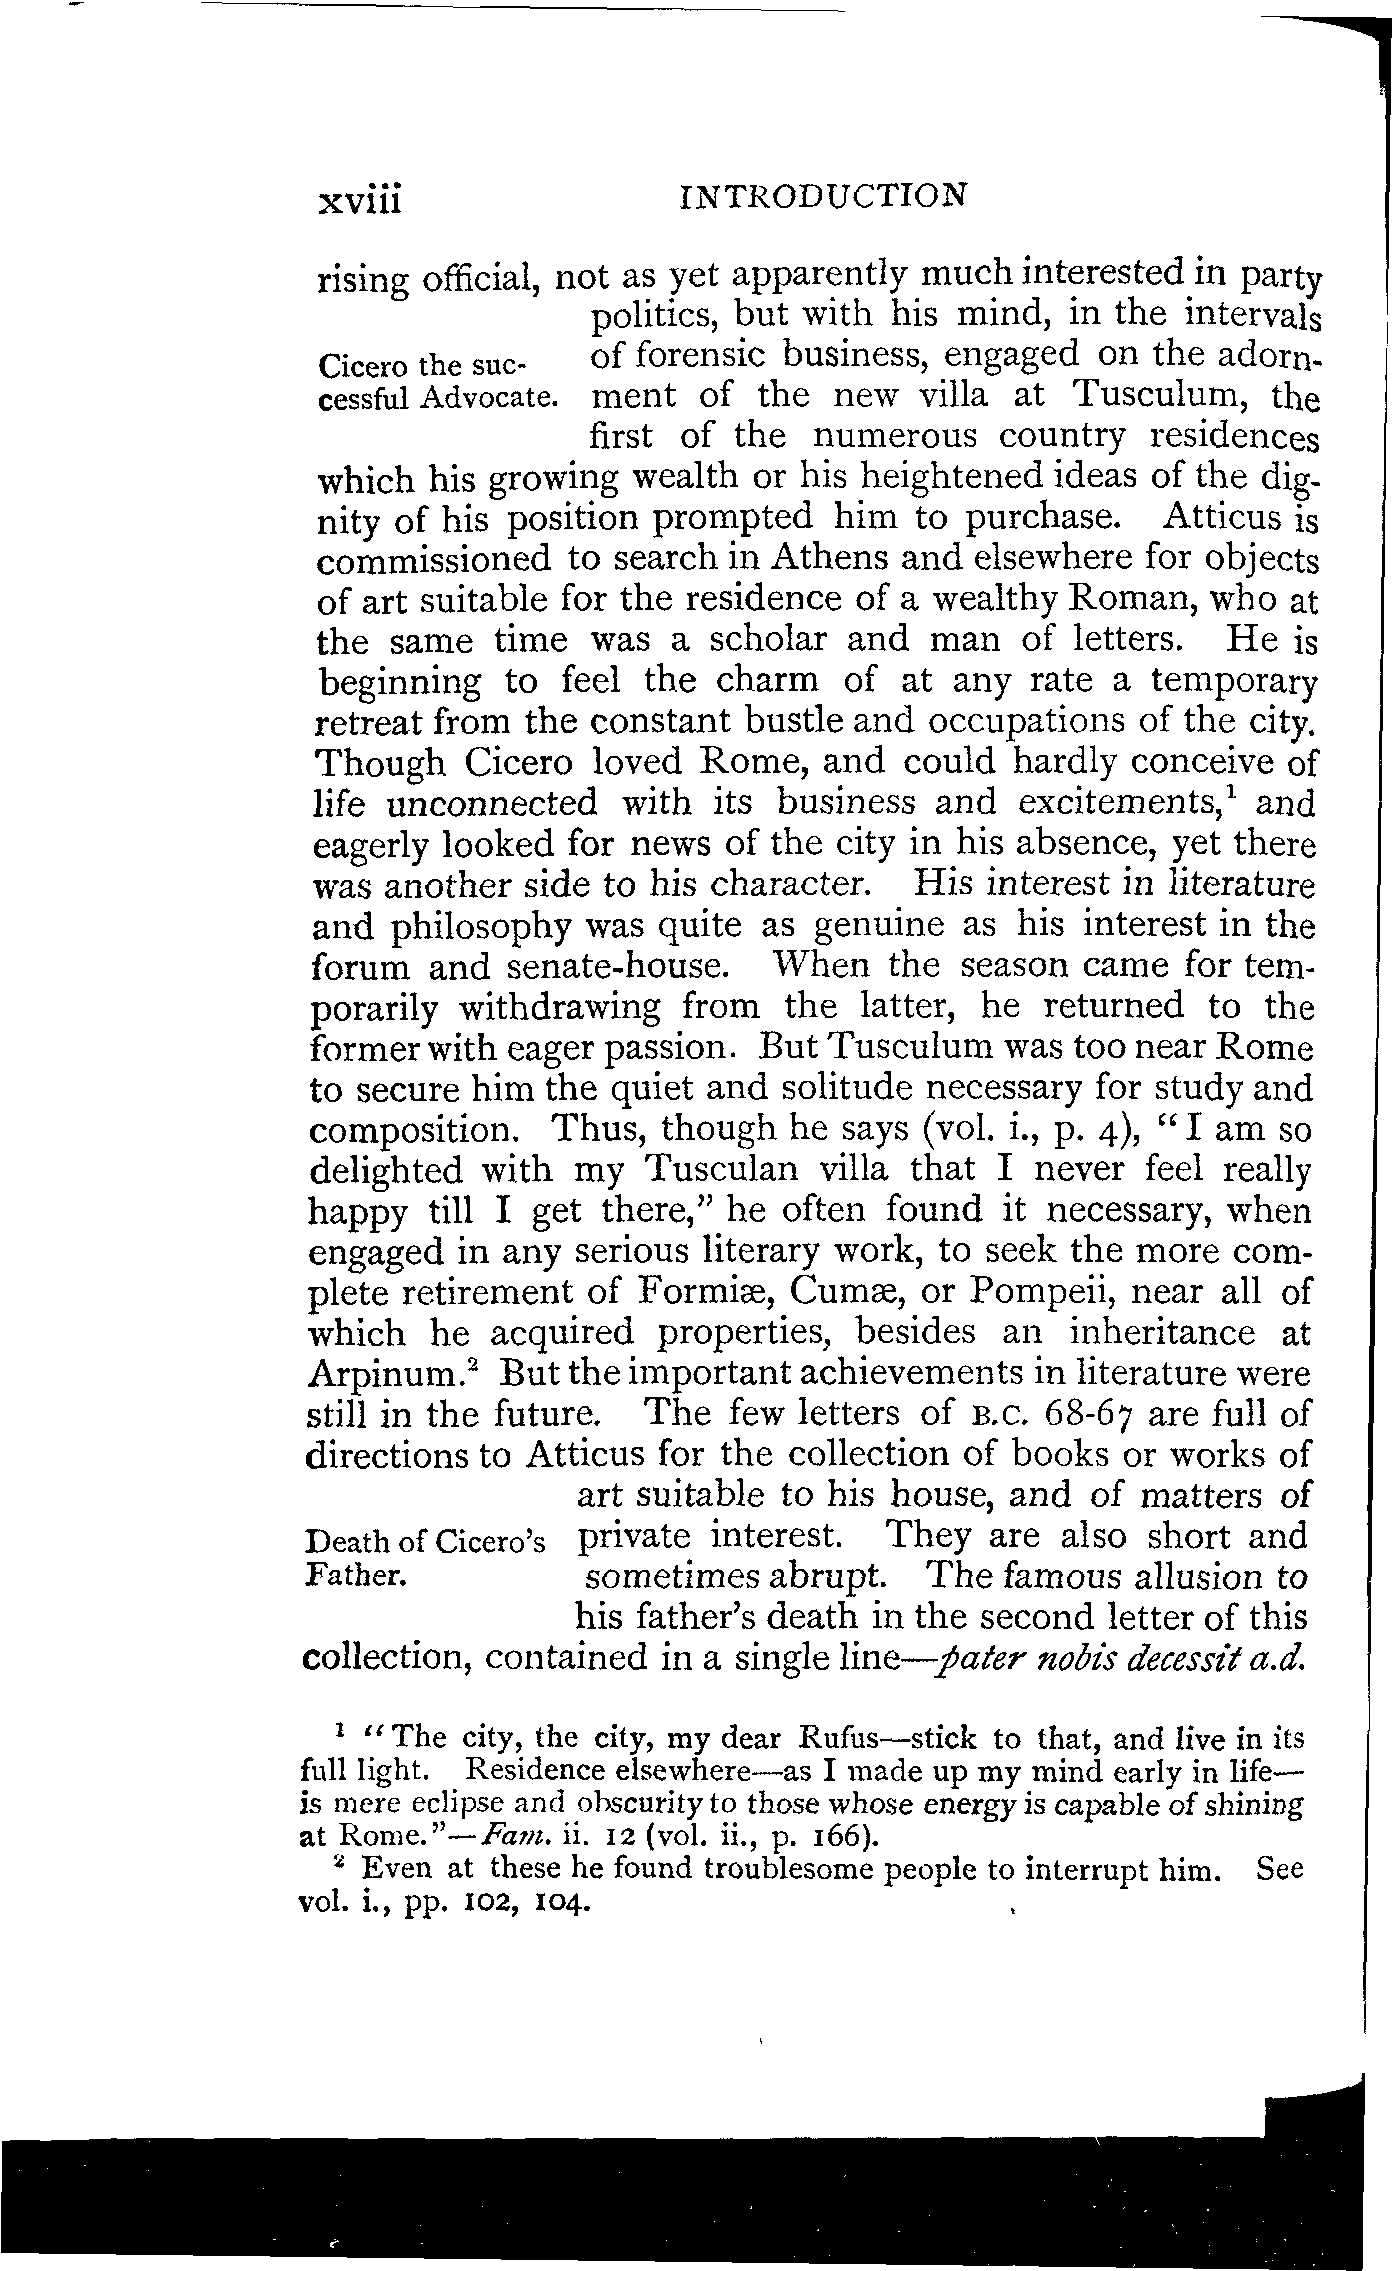 xviii INTRODUCTION
rising official, not as yet apparently much interested in party
politics, but with his mind, in the intervals
Cicero the suc- of forensic business, engaged on the adorn-
cessful Advocate. ment of the new villa at Tusculum, the
first of the numerous country residences
which his growing wealth or his heightened ideas of the dig-
nity of his position prompted him to purchase. Atticus is
commissioned to search in Athens and elsewhere for objects
of art suitable for the residence of a wealthy Roman, who at
the same time was a scholar and man of letters. He is
beginning to feel the charm of at any rate a temporary
retreat from the constant bustle and occupations of the city.
Though Cicero loved Rome, and could hardly conceive of
life unconnected with its business and excitements,¹ and
eagerly looked for news of the city in his absence, yet there
was another side to his character. His interest in literature
and philosophy was quite as genuine as his interest in the
forum and senate-house. When the season came for tem-
porarily withdrawing from the latter, he returned to the
former with eager passion. But Tusculum was too near Rome
to secure him the quiet and solitude necessary for study and
composition. Thus, though he says (vol. i., p. 4), “I am so
delighted with my Tusculan villa that I never feel really
happy till I get there,” he often found it necessary, when
engaged in any serious literary work, to seek the more com-
plete retirement of Formiæ, Cumæ, or Pompeii, near all of
which he acquired properties, besides an inheritance at
Arpinum.² But the important achievements in literature were
still in the future. The few letters of B.C. 68-67 are full of
directions to Atticus for the collection of books or works of
art suitable to his house, and of matters of
Death of Cicero’s private interest. They are also short and
Father. sometimes abrupt. The famous allusion to
his father’s death in the second letter of this
collection, contained in a single line—pater nobis decessit a.d.
¹ “The city, the city, my dear Rufus—stick to that, and live in its
full light. Residence elsewhere—as I made up my mind early in life—
is mere eclipse and obscurity to those whose energy is capable of shining
at Rome.”—Fam. ii. 12 (vol. ii., p. 166).
² Even at these he found troublesome people to interrupt him. See
vol. i., pp. 102, 104.